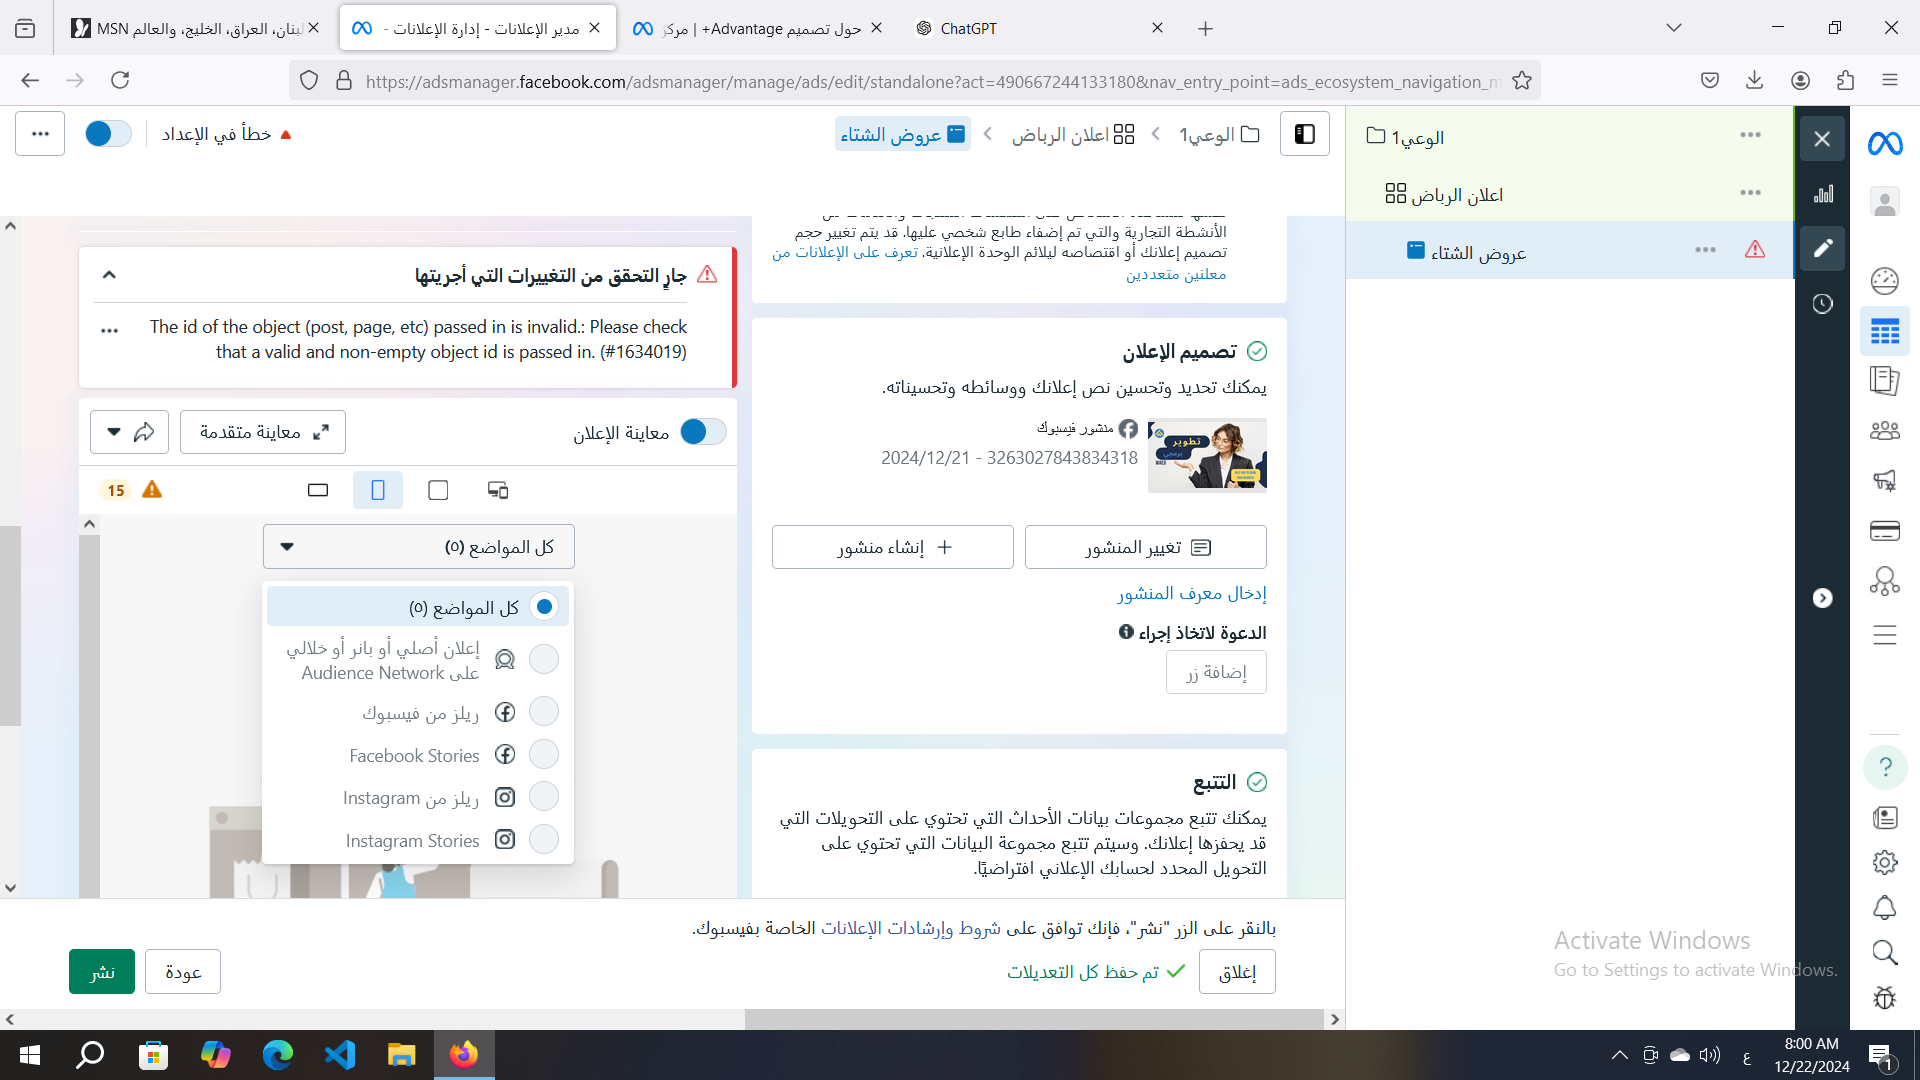 لبنان، العراق، الخليج، والعالم MSN
مدير الإعلانات - إدارة الإعلانات -
حول تصميم Advantage+ | مركز
ChatGPT
https://adsmanager.facebook.com/adsmanager/manage/ads/edit/standalone?act=490667244133180&nav_entry_point=ads_ecosystem_navigation_m
خطأ في الإعداد
الوعي1
اعلان الرياض
عروض الشتاء
الوعي1
اعلان الرياض
عروض الشتاء
الأنشطة التجارية والتي تم إضفاء طابع شخصي عليها. قد يتم تغيير حجم
تصميم إعلانك أو اقتصاصه ليلائم الوحدة الإعلانية. تعرف على الإعلانات من
معلنين متعددين
تصميم الإعلان
يمكنك تحديد وتحسين نص إعلانك ووسائطه وتحسيناته.
منشور فيسبوك
3263027843834318 - 2024/12/21
تطوير
برمجي
تغيير المنشور
إنشاء منشور
إدخال معرف المنشور
الدعوة لاتخاذ إجراء
إضافة زر
التتبع
يمكنك تتبع مجموعات بيانات الأحداث التي تحتوي على التحويلات التي
قد يحفزها إعلانك. وسيتم تتبع مجموعة البيانات التي تحتوي على
التحويل المحدد لحسابك الإعلاني افتراضيًا.
جارٍ التحقق من التغييرات التي أجريتها
The id of the object (post, page, etc) passed in is invalid.: Please check
that a valid and non-empty object id is passed in. (#1634019)
معاينة الإعلان
معاينة متقدمة
15
كل المواضع (٥)
كل المواضع (٥)
إعلان أصلي أو بانر أو خلالي
على Audience Network
ريلز من فيسبوك
Facebook Stories
ريلز من Instagram
Instagram Stories
بالنقر على الزر "نشر"، فإنك توافق على شروط وإرشادات الإعلانات الخاصة بفيسبوك.
إغلاق
تم حفظ كل التعديلات
عودة
نشر
Activate Windows
Go to Settings to activate Windows.
ع
8:00 AM
12/22/2024
1